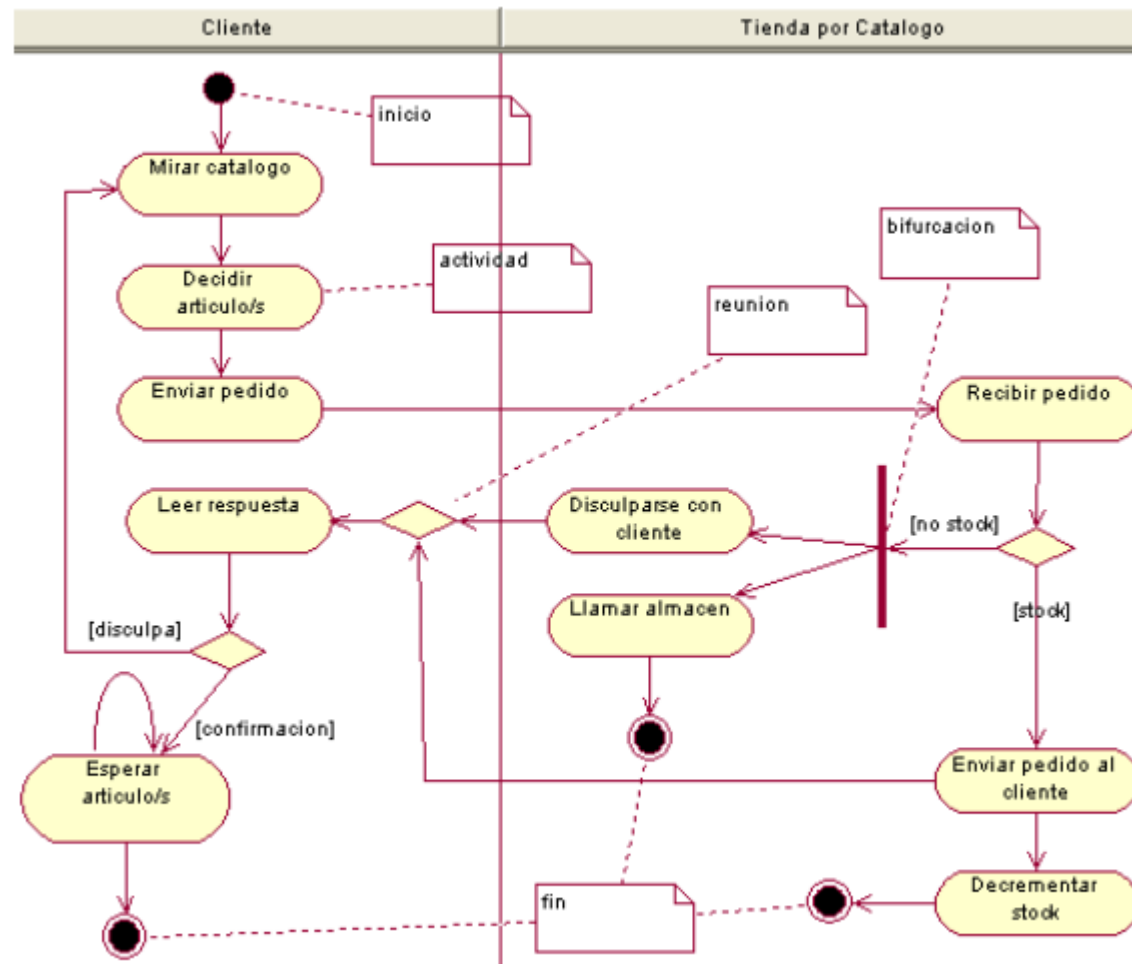 Cliente
Tienda por Catalogo
inicio
Mirar catalogo
bifurcacion
actividad
Decidir
articulo/s
reunion
Enviar pedido
Recibir pedido
Leer respuesta
Disculparse con
cliente
[no stock]
Llamar almacen
[stock]
[disculpa]
[confirmacion]
Esperar
articulo/s
Enviar pedido al
cliente
fin
Decrementar
stock